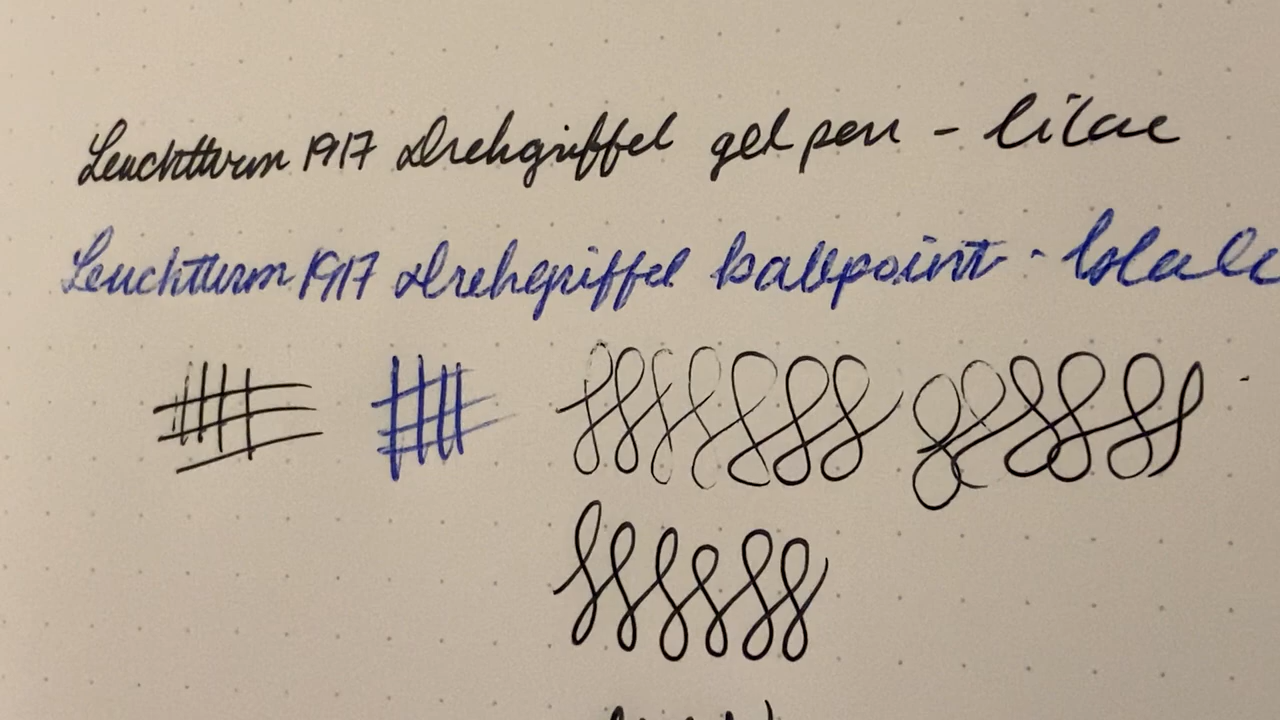 Leuchtturm 1917 Drehgriffel gel pen - lilac
Leuchtturm 1917 Drehgriffel ballpoint -